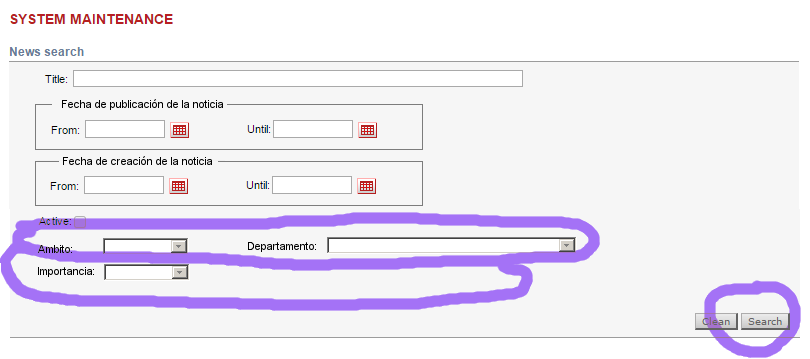 SYSTEM MAINTENANCE
News search
Title:
Fecha de publicación de la noticia
From: Until:
Fecha de creación de la noticia
From: Until:
Active:
Ambito: Departamento:
Importancia:
Clean Search